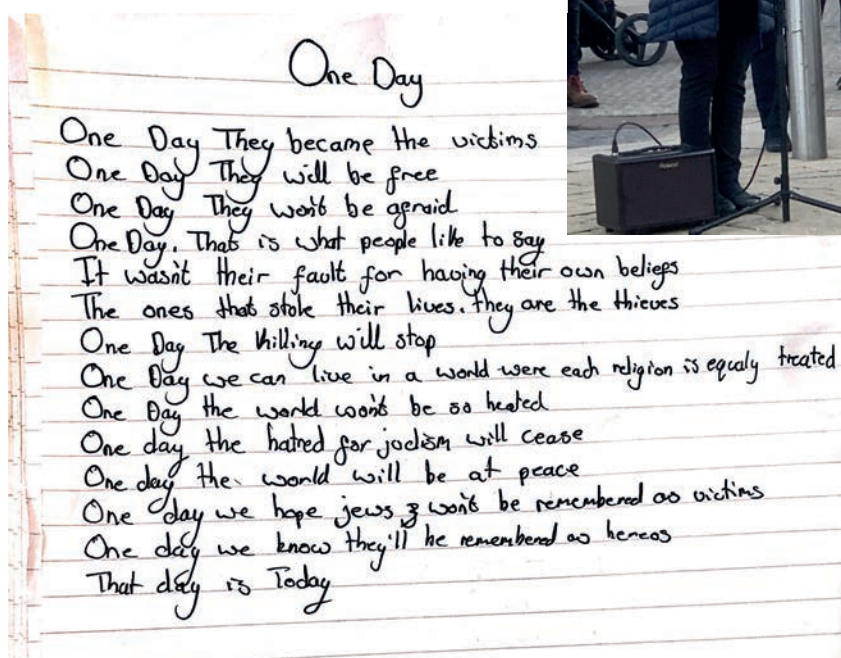 One Day
One Day They became the victims
One Day They will be free
One Day They won't be afraid
One Day. That is what people like to say
It wasn't their fault for having their own beliefs
The ones that stole their lives. they are the thieves
One Day The killing will stop
One Day we can live in a world were each religion is equaly treated
One Day the world won't be so heated
One day the hatred for judism will cease
One day the world will be at peace
One day we hope jews won't be remembered as victims
One day we know they'll be remembered as heroes
That day is Today
Roland